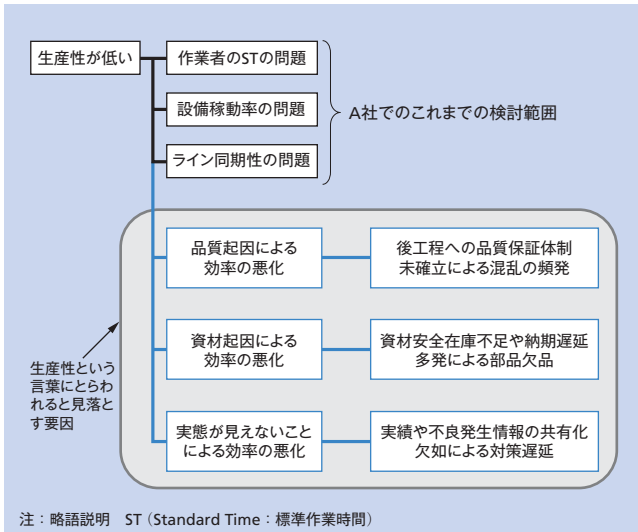 生産性が低い
作業者のSTの問題
設備稼動率の問題
ライン同期性の問題
A社でのこれまでの検討範囲
品質起因による
効率の悪化
後工程への品質保証体制
未確立による混乱の頻発
資材起因による
効率の悪化
資材安全在庫不足や納期遅延
多発による部品欠品
生産性という
言葉にとらわ
れると見落と
す要因
実態が見えないこと
による効率の悪化
実績や不良発生情報の共有化
欠如による対策遅延
注：略語説明 ST（Standard Time：標準作業時間）